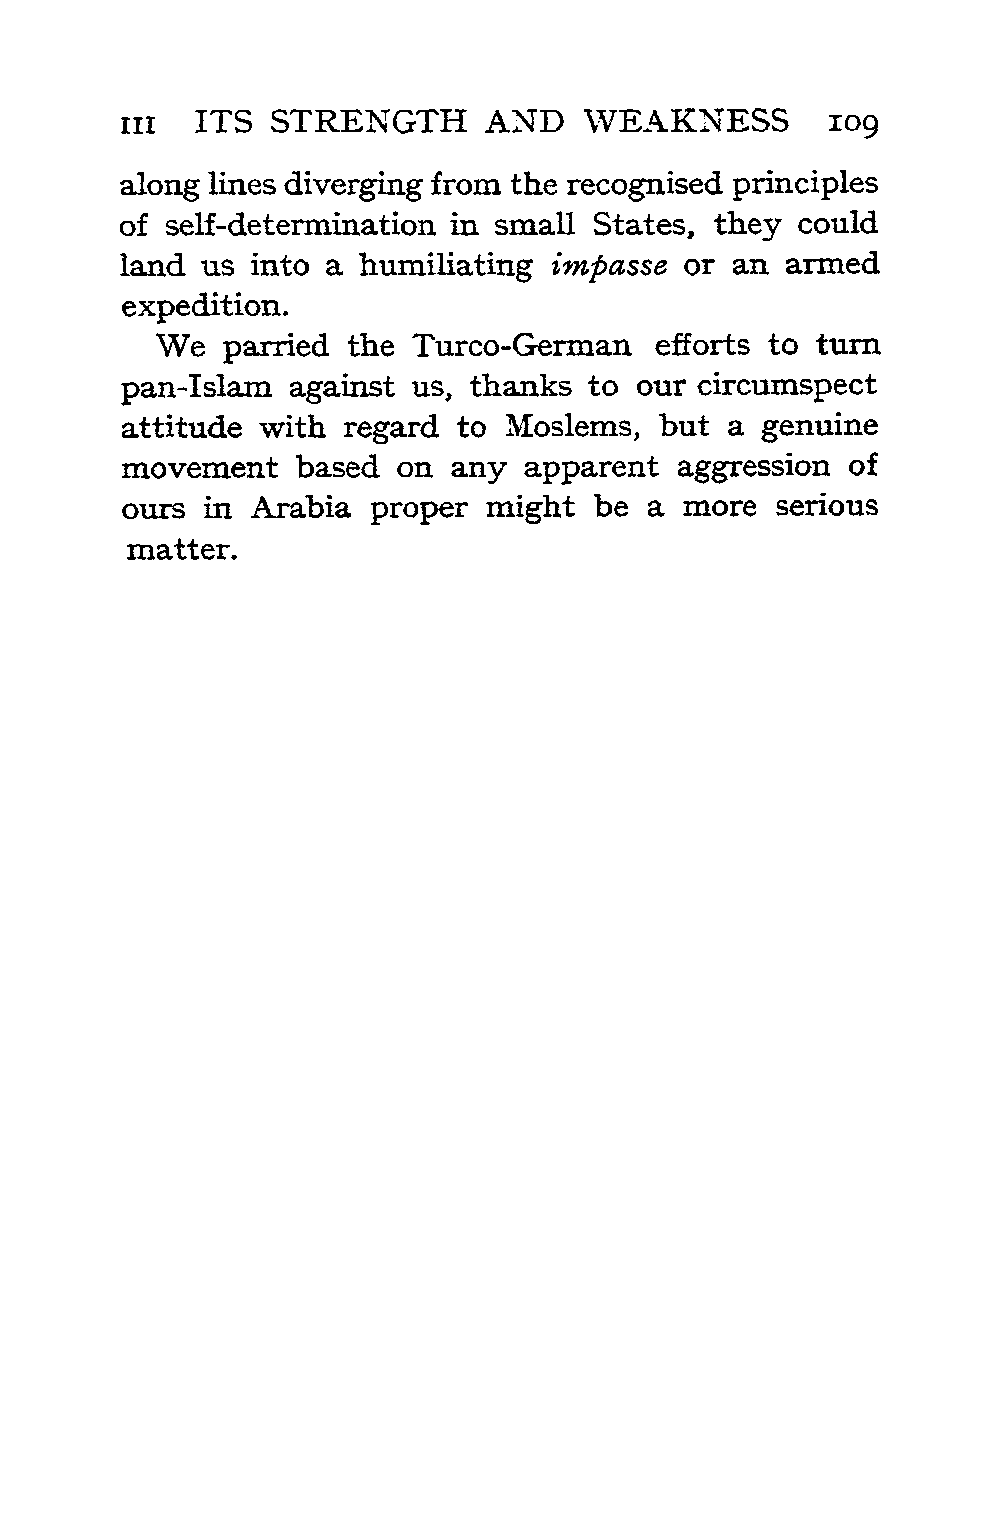 III ITS STRENGTH AND WEAKNESS 109
along lines diverging from the recognised principles
of self-determination in small States, they could
land us into a humiliating impasse or an armed
expedition.
We parried the Turco-German efforts to turn
pan-Islam against us, thanks to our circumspect
attitude with regard to Moslems, but a genuine
movement based on any apparent aggression of
ours in Arabia proper might be a more serious
matter.